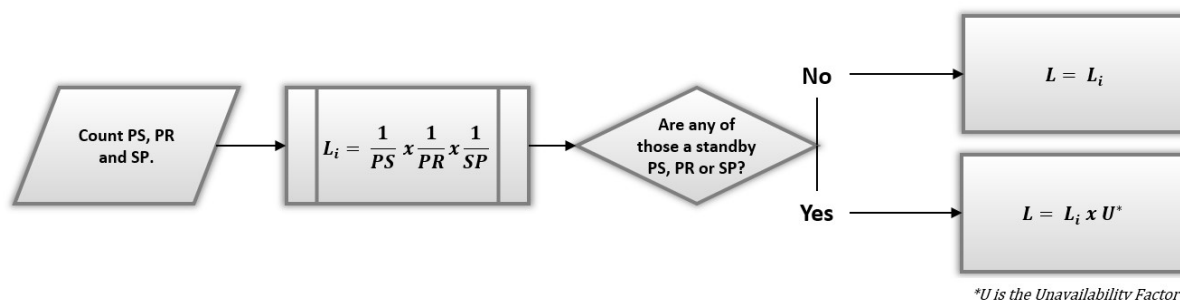 Count PS, PR
and SP.
L_i = 1/PS x 1/PR x 1/SP
Are any of
those a standby
PS, PR or SP?
No
L = L_i
Yes
L = L_i x U*
*U is the Unavailability Factor